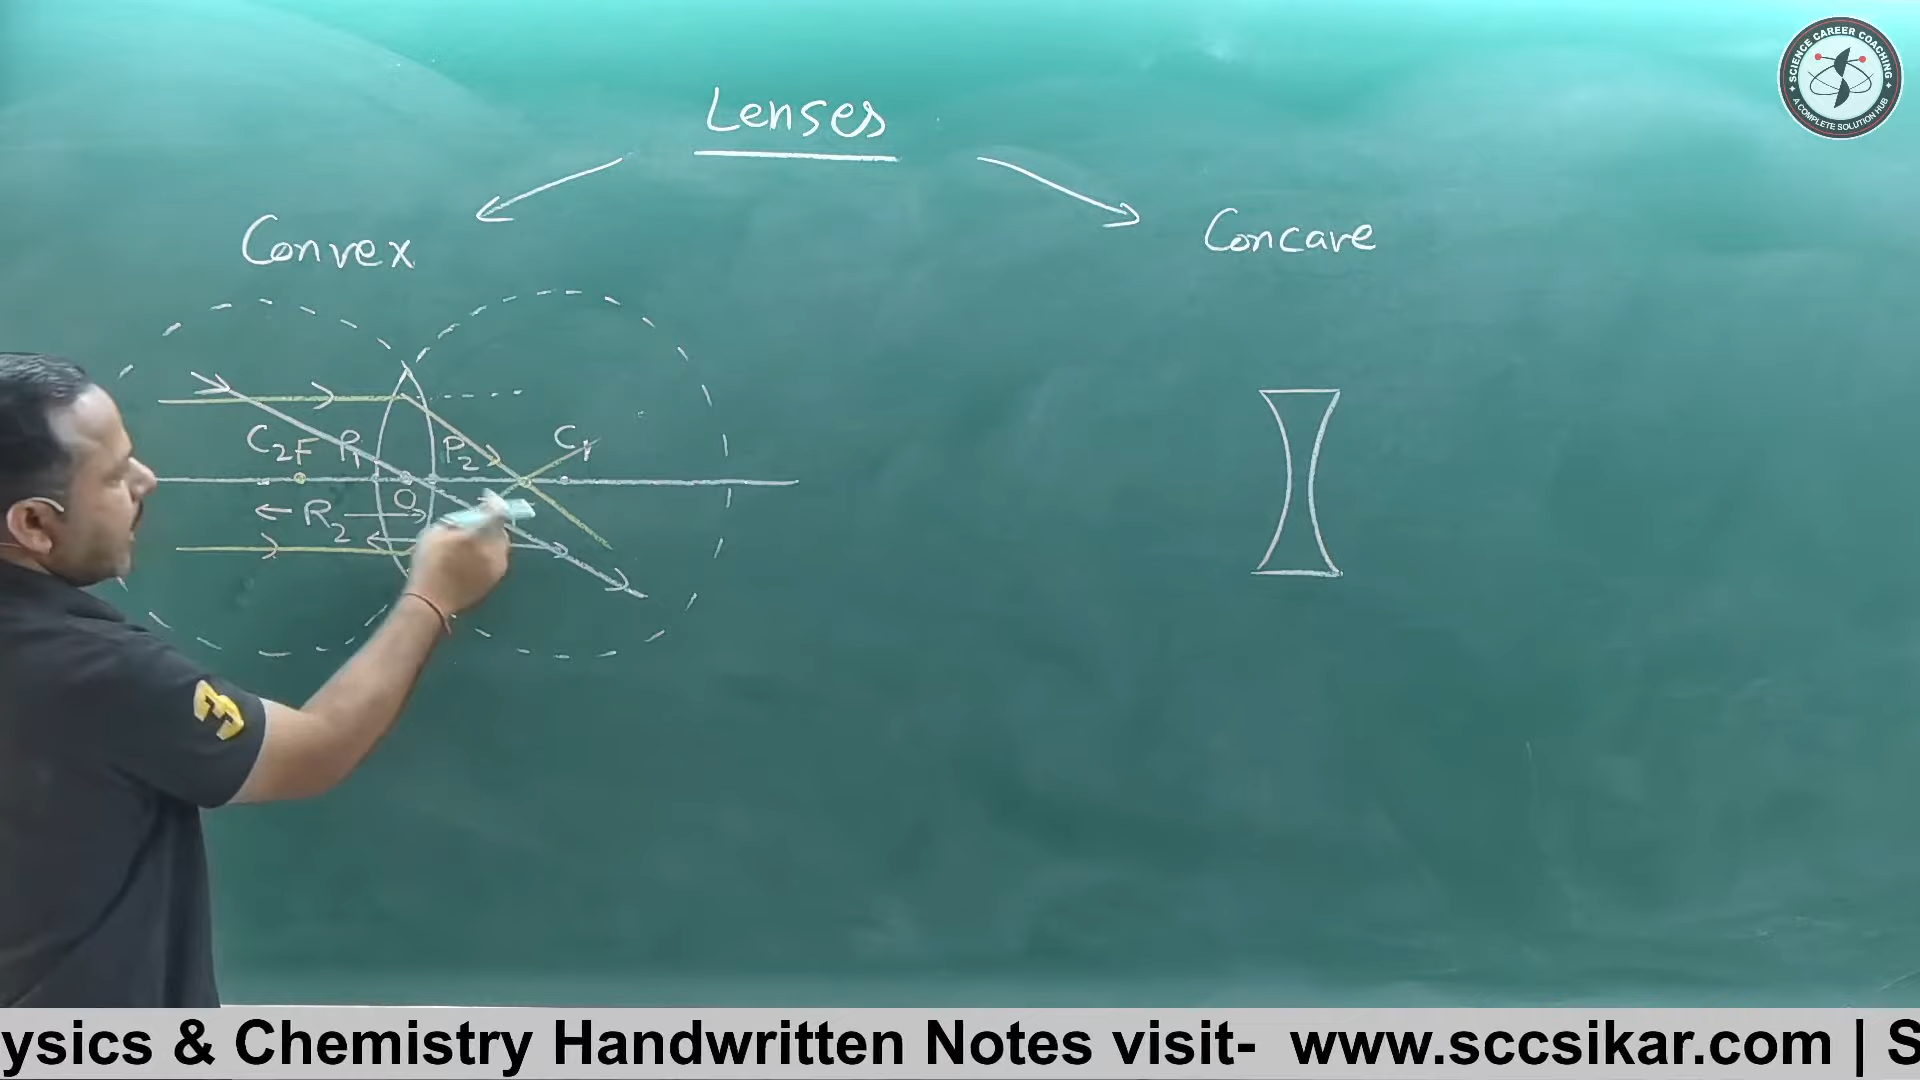 Lenses
Convex
Concave
C2 F P1 P2 C1
O
R2
3
SCIENCE CAREER COACHING
A COMPLETE SOLUTION HUB
ysics & Chemistry Handwritten Notes visit- www.sccsikar.com | S